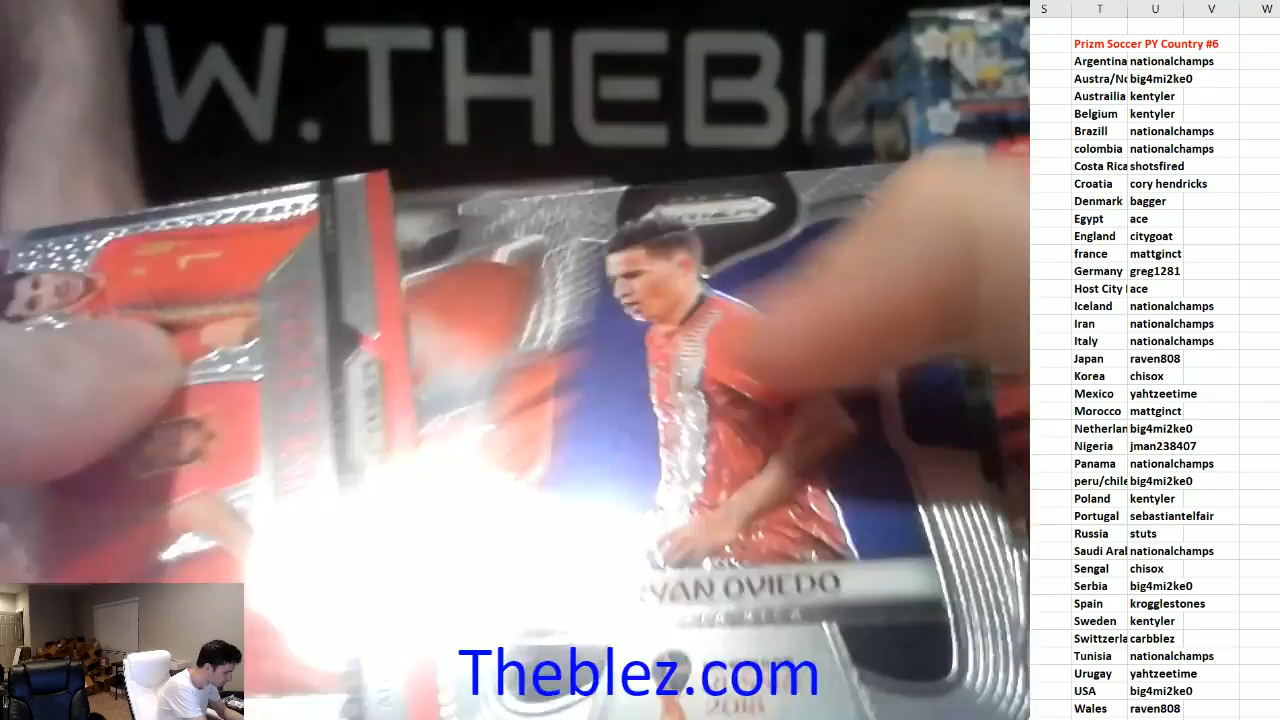 W.THEBL
PRIZM
YAN OVIEDO
2018
Theblez.com
S T U V W
Prizm Soccer PY Country #6
Argentina nationalchamps
Austra/No big4mi2ke0
Austrailia kentyler
Belgium kentyler
Brazill nationalchamps
colombia nationalchamps
Costa Rica shotsfired
Croatia cory hendricks
Denmark bagger
Egypt ace
England citygoat
france mattginct
Germany greg1281
Host City ace
Iceland nationalchamps
Iran nationalchamps
Italy nationalchamps
Japan raven808
Korea chisox
Mexico yahtzeetime
Morocco mattginct
Netherlan big4mi2ke0
Nigeria jman238407
Panama nationalchamps
peru/chile big4mi2ke0
Poland kentyler
Portugal sebastiantelfair
Russia stuts
Saudi Aral nationalchamps
Sengal chisox
Serbia big4mi2ke0
Spain krogglestones
Sweden kentyler
Swittzerla carbblez
Tunisia nationalchamps
Urugay yahtzeetime
USA big4mi2ke0
Wales raven808